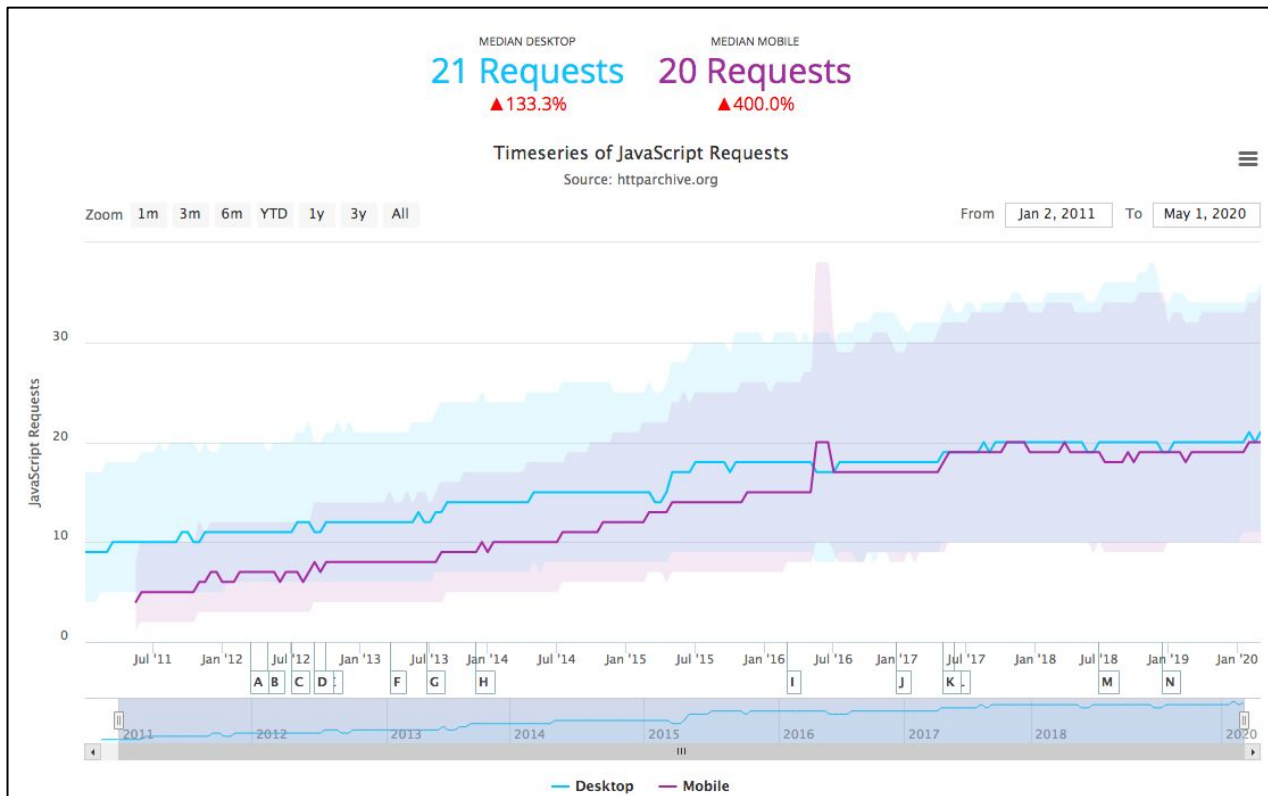 MEDIAN DESKTOP MEDIAN MOBILE
21 Requests 20 Requests
▲133.3% ▲400.0%
Timeseries of JavaScript Requests
Source: httparchive.org
Zoom 1m 3m 6m YTD 1y 3y All From Jan 2, 2011 To May 1, 2020
JavaScript Requests
30
20
10
0
Jul '11 Jan '12 Jul '12 Jan '13 Jul '13 Jan '14 Jul '14 Jan '15 Jul '15 Jan '16 Jul '16 Jan '17 Jul '17 Jan '18 Jul '18 Jan '19 Jan '20
A B C D F G H I J K M N
2011 2012 2013 2014 2015 2016 2017 2018 2020
Desktop Mobile